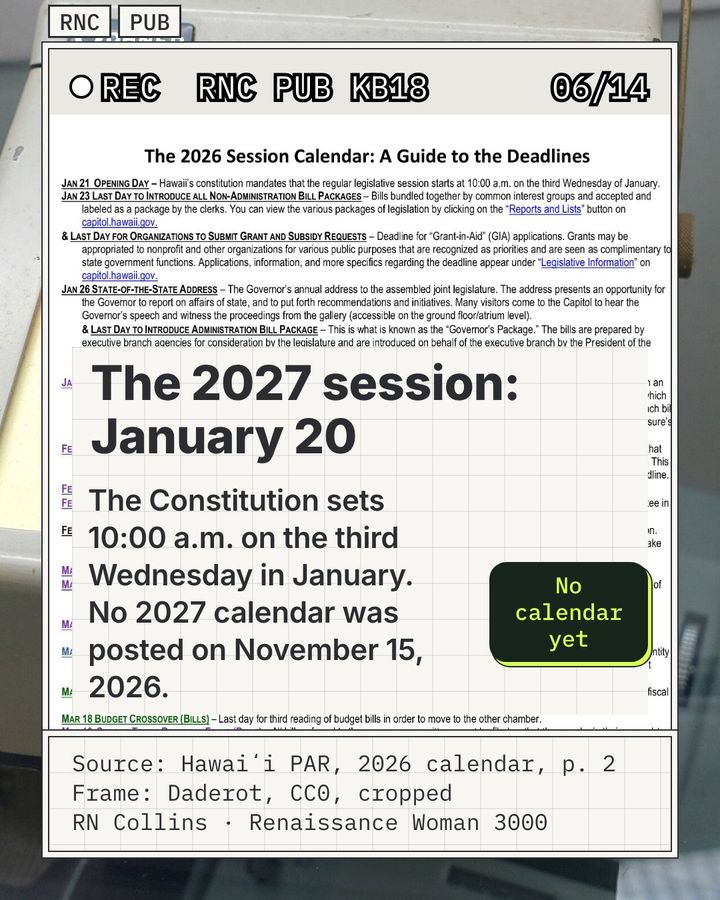 RNC PUB
REC RNC PUB KB18 06/14
The 2026 Session Calendar: A Guide to the Deadlines
JAN 21 OPENING DAY – Hawaii's constitution mandates that the regular legislative session starts at 10:00 a.m. on the third Wednesday of January.
JAN 23 LAST DAY TO INTRODUCE ALL NON-ADMINISTRATION BILL PACKAGES – Bills bundled together by common interest groups and accepted and
labeled as a package by the clerks. You can view the various packages of legislation by clicking on the "Reports and Lists" button on
capitol.hawaii.gov.
& LAST DAY FOR ORGANIZATIONS TO SUBMIT GRANT AND SUBSIDY REQUESTS – Deadline for "Grant-in-Aid" (GIA) applications. Grants may be
appropriated to nonprofit and other organizations for various public purposes that are recognized as priorities and are seen as complimentary to
state government functions. Applications, information, and more specifics regarding the deadline appear under "Legislative Information" on
capitol.hawaii.gov.
JAN 26 STATE-OF-THE-STATE ADDRESS – The Governor's annual address to the assembled joint legislature. The address presents an opportunity for
the Governor to report on affairs of state, and to put forth recommendations and initiatives. Many visitors come to the Capitol to hear the
Governor's speech and witness the proceedings from the gallery (accessible on the ground floor/atrium level).
& LAST DAY TO INTRODUCE ADMINISTRATION BILL PACKAGE – This is what is known as the "Governor's Package." The bills are prepared by
executive branch agencies for consideration by the legislature and are introduced on behalf of the executive branch by the President of the
The 2027 session:
January 20
The Constitution sets
10:00 a.m. on the third
Wednesday in January.
No 2027 calendar was
posted on November 15,
2026.
No
calendar
yet
MAR 18 BUDGET CROSSOVER (BILLS) – Last day for third reading of budget bills in order to move to the other chamber.
Source: Hawaiʻi PAR, 2026 calendar, p. 2
Frame: Daderot, CC0, cropped
RN Collins · Renaissance Woman 3000